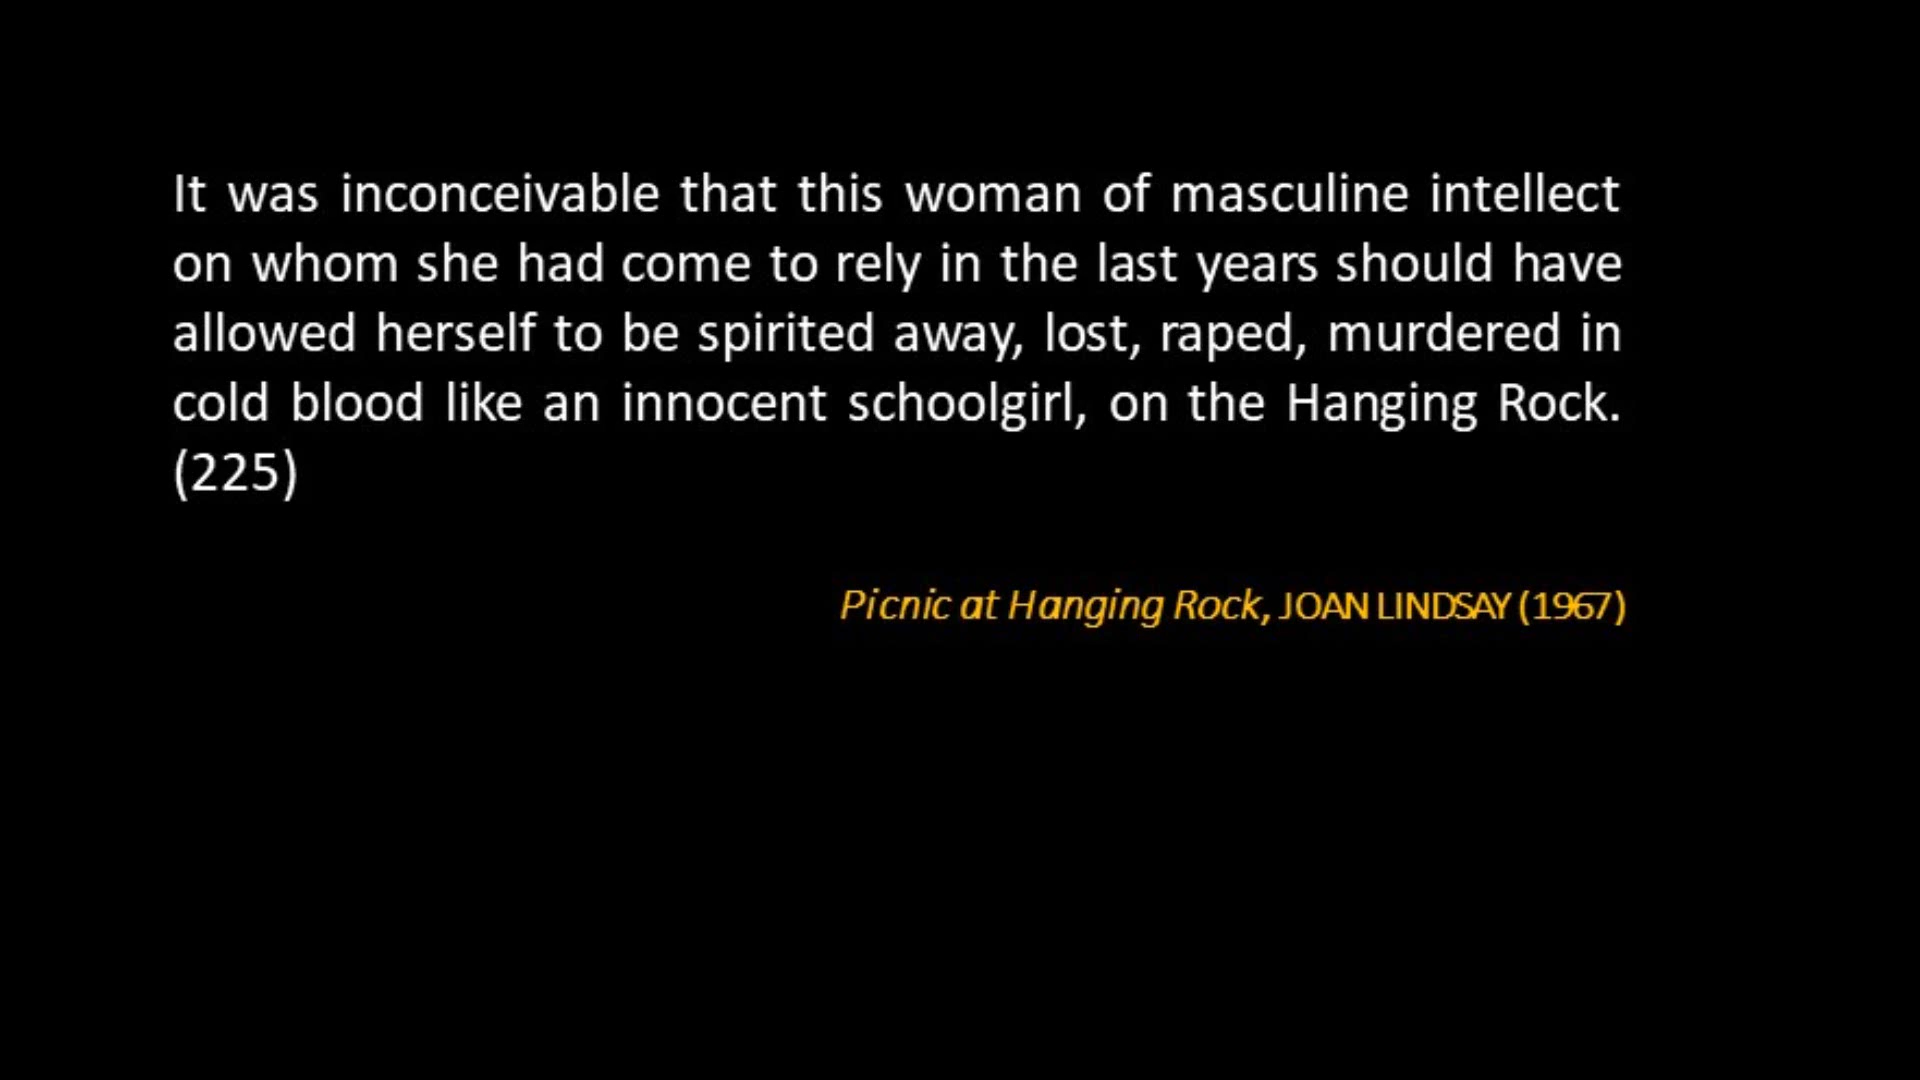 It was inconceivable that this woman of masculine intellect
on whom she had come to rely in the last years should have
allowed herself to be spirited away, lost, raped, murdered in
cold blood like an innocent schoolgirl, on the Hanging Rock.
(225)
Picnic at Hanging Rock, JOAN LINDSAY (1967)